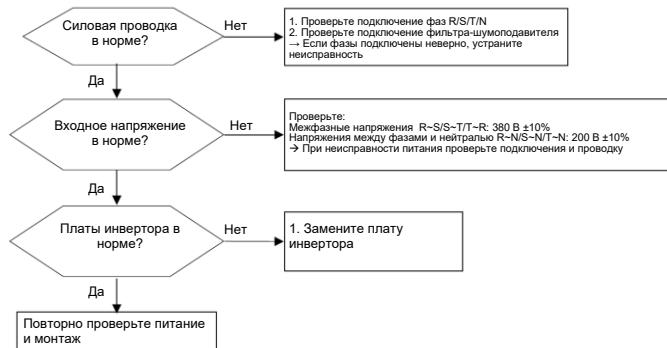 Силовая проводка
в норме?
Нет
1. Проверьте подключение фаз R/S/T/N
2. Проверьте подключение фильтра-шумоподавителя
→ Если фазы подключены неверно, устраните
неисправность
Да
Входное напряжение
в норме?
Нет
Проверьте:
Межфазные напряжения R~S/S~T/T~R: 380 В ±10%
Напряжения между фазами и нейтралью R~N/S~N/T~N: 200 В ±10%
→ При неисправности питания проверьте подключения и проводку
Да
Платы инвертора в
норме?
Нет
1. Замените плату
инвертора
Да
Повторно проверьте питание
и монтаж